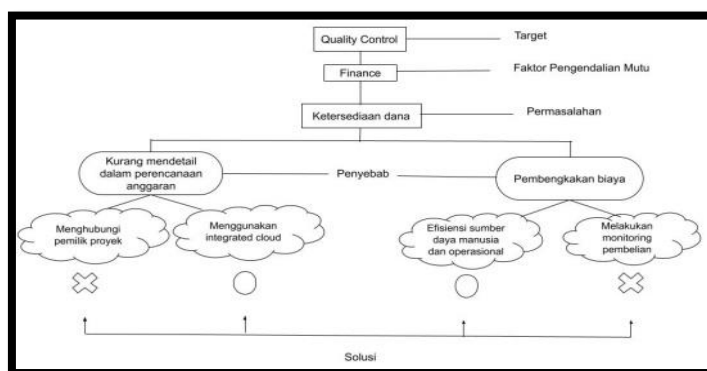 Quality Control
Target
Finance
Faktor Pengendalian Mutu
Ketersediaan dana
Permasalahan
Kurang mendetail
dalam perencanaan
anggaran
Penyebab
Pembengkakan biaya
Menghubungi
pemilik proyek
Menggunakan
integrated cloud
Efisiensi sumber
daya manusia
dan operasional
Melakukan
monitoring
pembelian
Solusi